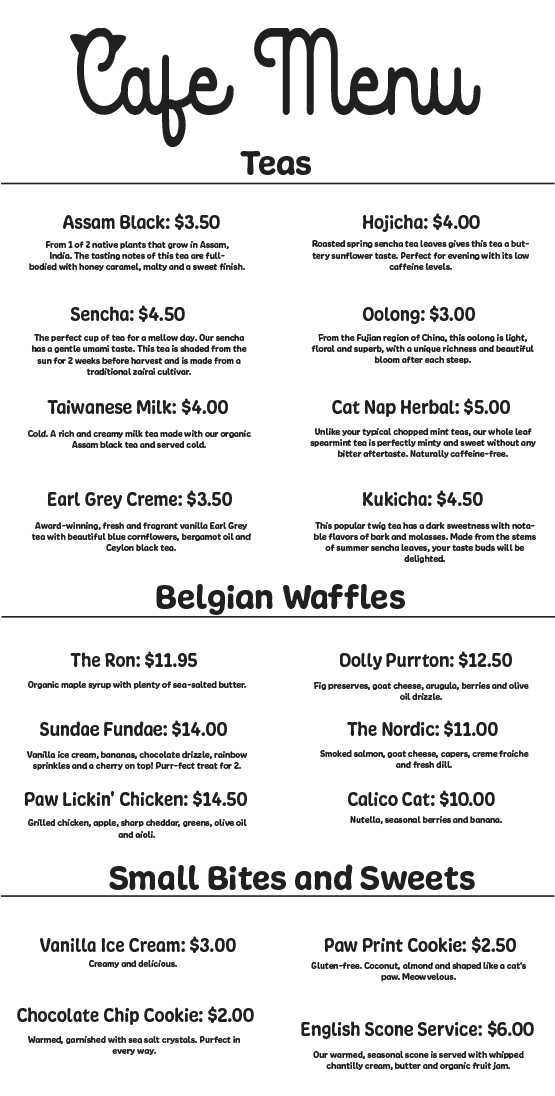 Cafe Menu
Teas
Assam Black: $3.50
From 1 of 2 native plants that grow in Assam,
India. The tasting notes of this tea are full-
bodied with honey caramel, malty and a sweet finish.
Hojicha: $4.00
Roasted spring sencha tea leaves gives this tea a but-
tery sunflower taste. Perfect for evening with its low
caffeine levels.
Sencha: $4.50
The perfect cup of tea for a mellow day. Our sencha
has a gentle umami taste. This tea is shaded from the
sun for 2 weeks before harvest and is made from a
traditional zairai cultivar.
Oolong: $3.00
From the Fujian region of China, this oolong is light,
floral and superb, with a unique richness and beautiful
bloom after each steep.
Taiwanese Milk: $4.00
Cold. A rich and creamy milk tea made with our organic
Assam black tea and served cold.
Cat Nap Herbal: $5.00
Unlike your typical chopped mint teas, our whole leaf
spearmint tea is perfectly minty and sweet without any
bitter aftertaste. Naturally caffeine-free.
Earl Grey Creme: $3.50
Award-winning, fresh and fragrant vanilla Earl Grey
tea with beautiful blue cornflowers, bergamot oil and
Ceylon black tea.
Kukicha: $4.50
This popular twig tea has a dark sweetness with nota-
ble flavors of bark and molasses. Made from the stems
of summer sencha leaves, your taste buds will be
delighted.
Belgian Waffles
The Ron: $11.95
Organic maple syrup with plenty of sea-salted butter.
Dolly Purrton: $12.50
Fig preserves, goat cheese, arugula, berries and olive
oil drizzle.
Sundae Fundae: $14.00
Vanilla ice cream, bananas, chocolate drizzle, rainbow
sprinkles and a cherry on top! Purr-fect treat for 2.
The Nordic: $11.00
Smoked salmon, goat cheese, capers, creme fraiche
and fresh dill.
Paw Lickin' Chicken: $14.50
Grilled chicken, apple, sharp cheddar, greens, olive oil
and aioli.
Calico Cat: $10.00
Nutella, seasonal berries and banana.
Small Bites and Sweets
Vanilla Ice Cream: $3.00
Creamy and delicious.
Paw Print Cookie: $2.50
Gluten-free. Coconut, almond and shaped like a cat's
paw. Meowvelous.
Chocolate Chip Cookie: $2.00
Warmed, garnished with sea salt crystals. Purfect in
every way.
English Scone Service: $6.00
Our warmed, seasonal scone is served with whipped
chantilly cream, butter and organic fruit jam.